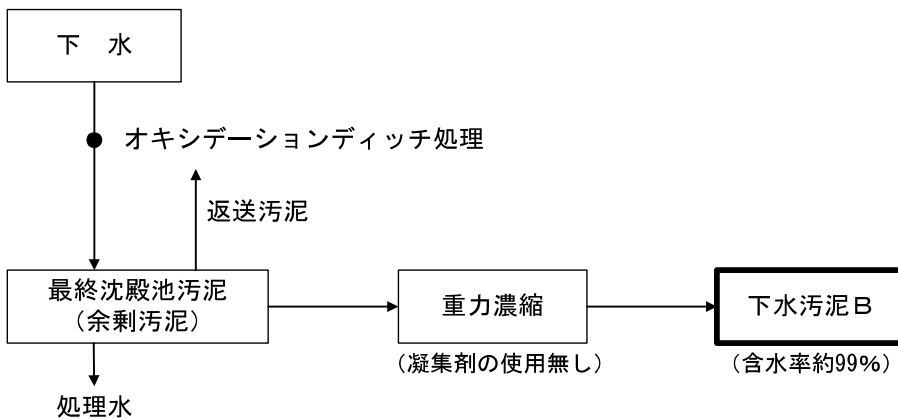 下　水
オキシデーションディッチ処理
返送汚泥
最終沈殿池汚泥
（余剰汚泥）
重力濃縮
下水汚泥Ｂ
（凝集剤の使用無し）
（含水率約99%）
処理水